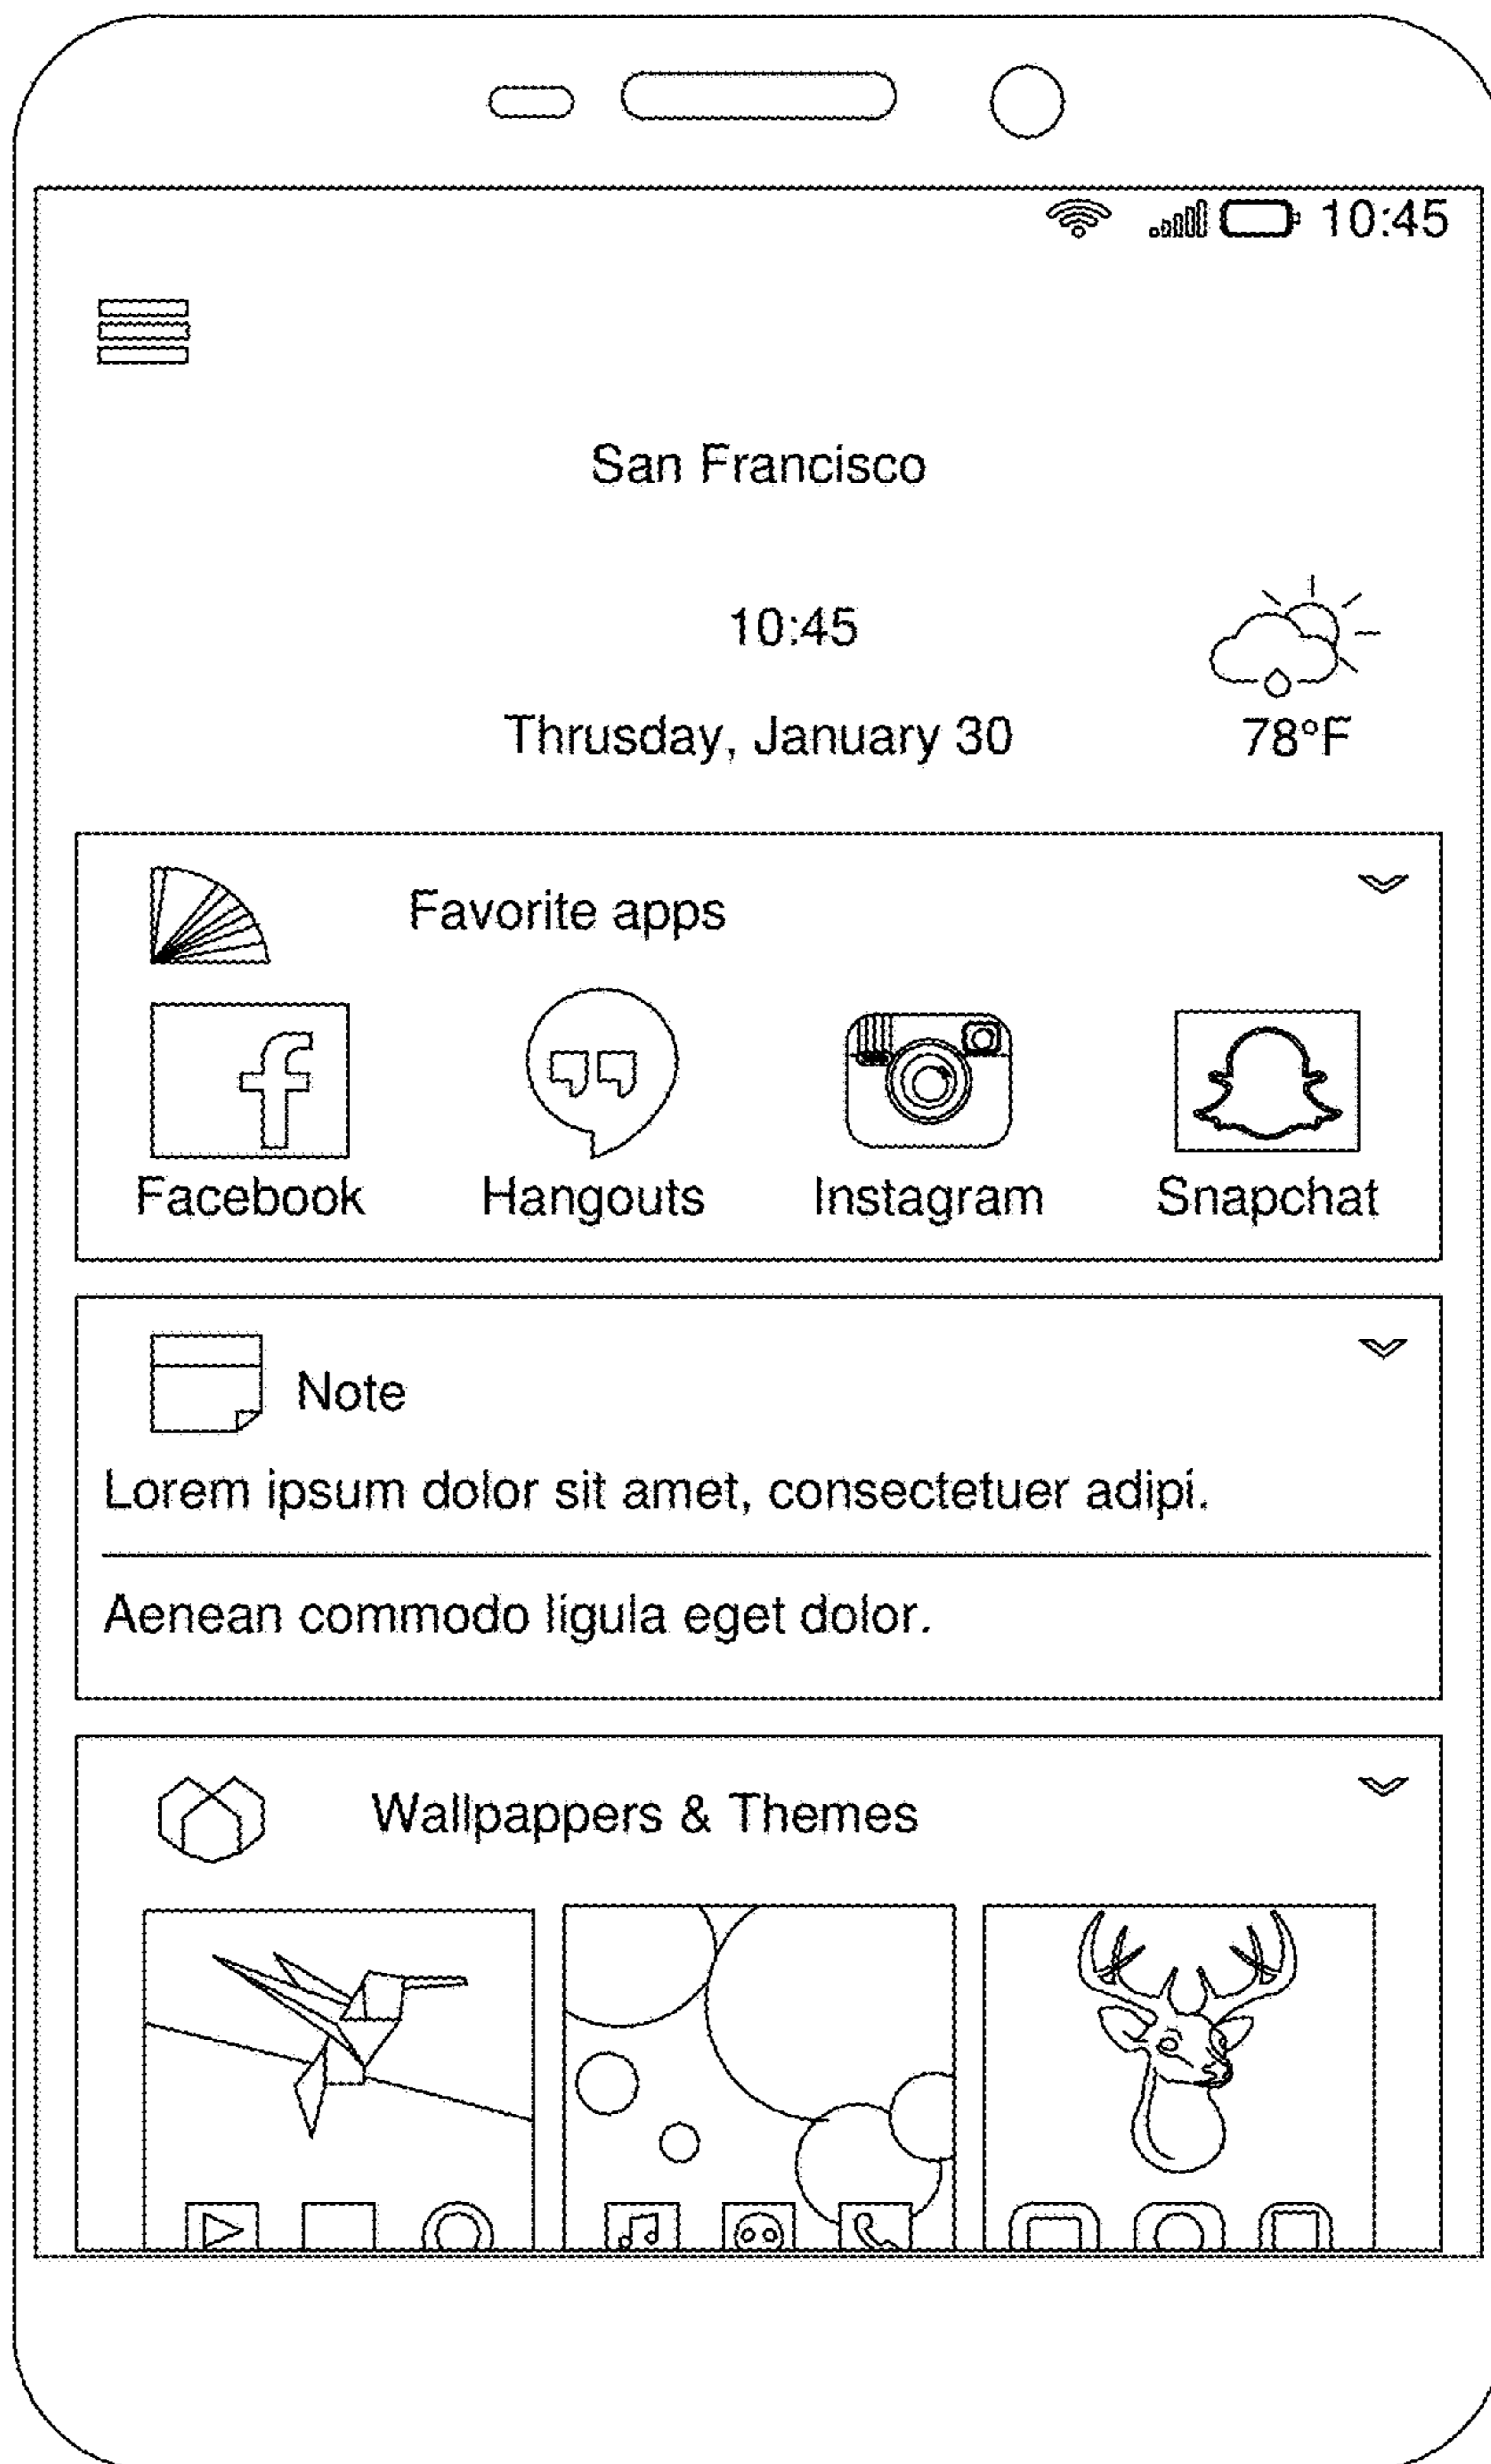 10:45
San Francisco
10:45
Thrusday, January 30
78°F
Favorite apps
Facebook Hangouts Instagram Snapchat
Note
Lorem ipsum dolor sit amet, consectetuer adipi.
Aenean commodo ligula eget dolor.
Wallpappers & Themes